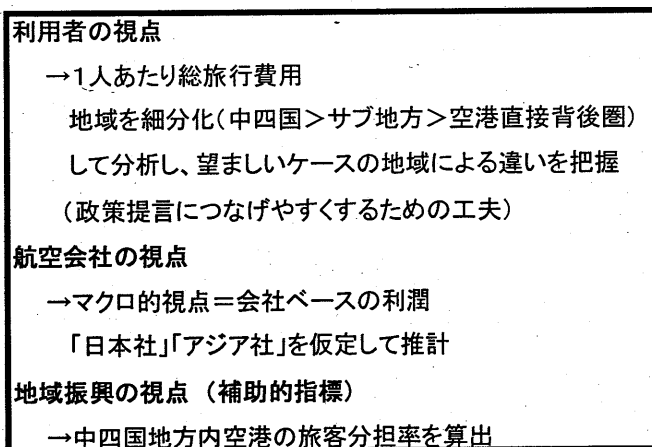 利用者の視点
→1人あたり総旅行費用
地域を細分化(中四国＞サブ地方＞空港直接背後圏)
して分析し、望ましいケースの地域による違いを把握
(政策提言につなげやすくするための工夫)
航空会社の視点
→マクロ的視点＝会社ベースの利潤
「日本社」「アジア社」を仮定して推計
地域振興の視点 (補助的指標)
→中四国地方内空港の旅客分担率を算出